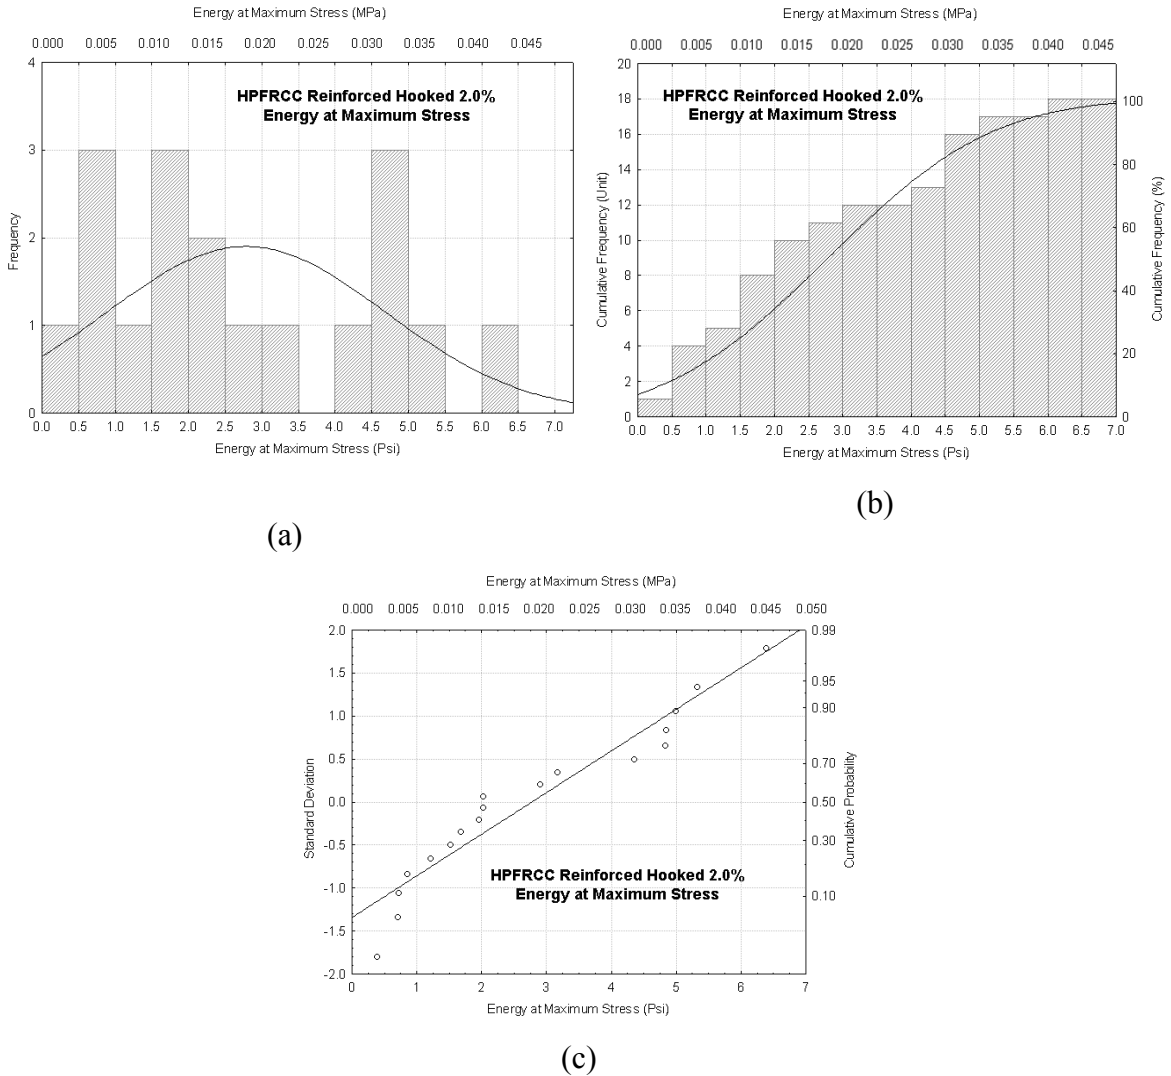 Energy at Maximum Stress (MPa)
0.000 0.005 0.010 0.015 0.020 0.025 0.030 0.035 0.040 0.045
4
3
2
1
0
Frequency
HPFRCC Reinforced Hooked 2.0%
Energy at Maximum Stress
0.0 0.5 1.0 1.5 2.0 2.5 3.0 3.5 4.0 4.5 5.0 5.5 6.0 6.5 7.0
Energy at Maximum Stress (Psi)
(a)
Energy at Maximum Stress (MPa)
0.000 0.005 0.010 0.015 0.020 0.025 0.030 0.035 0.040 0.045
20
18
16
14
12
10
8
6
4
2
0
Cumulative Frequency (Unit)
HPFRCC Reinforced Hooked 2.0%
Energy at Maximum Stress
100
80
60
40
20
0
Cumulative Frequency (%)
0.0 0.5 1.0 1.5 2.0 2.5 3.0 3.5 4.0 4.5 5.0 5.5 6.0 6.5 7.0
Energy at Maximum Stress (Psi)
(b)
Energy at Maximum Stress (MPa)
0.000 0.005 0.010 0.015 0.020 0.025 0.030 0.035 0.040 0.045 0.050
2.0
1.5
1.0
0.5
0.0
-0.5
-1.0
-1.5
-2.0
Standard Deviation
HPFRCC Reinforced Hooked 2.0%
Energy at Maximum Stress
0.99
0.95
0.90
0.70
0.50
0.30
0.10
Cumulative Probability
0 1 2 3 4 5 6 7
Energy at Maximum Stress (Psi)
(c)